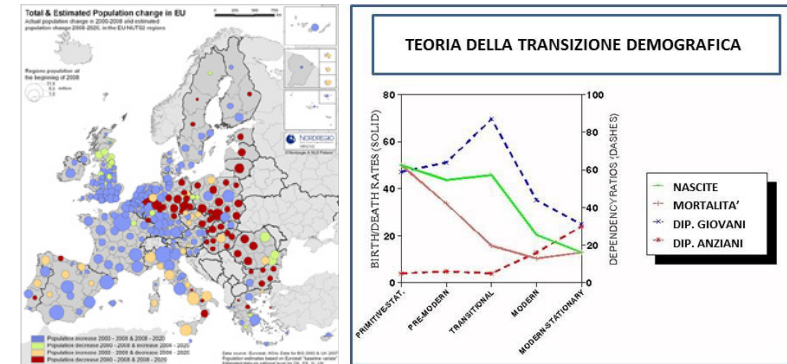 Total & Estimated Population change in EU
Actual population change in 2000-2008 and estimated
population change 2008-2020, in the EU NUTS2 regions
Regions population at
the beginning of 2008
NORDREGIO
Population increase 2000 - 2008 & 2008 - 2020
Population decrease 2000 - 2008 & increase 2008 - 2020
Population increase 2000 - 2008 & decrease 2008 - 2020
Population decrease 2000 - 2008 & 2008 - 2020
TEORIA DELLA TRANSIZIONE DEMOGRAFICA
80
60
40
20
0
100
80
60
40
20
0
BIRTH/DEATH RATES (SOLID)
DEPENDENCY RATIOS (DASHES)
PRIMITIVE-STAT.
PRE-MODERN
TRANSITIONAL
MODERN
MODERN-STATIONARY
NASCITE
MORTALITA'
DIP. GIOVANI
DIP. ANZIANI